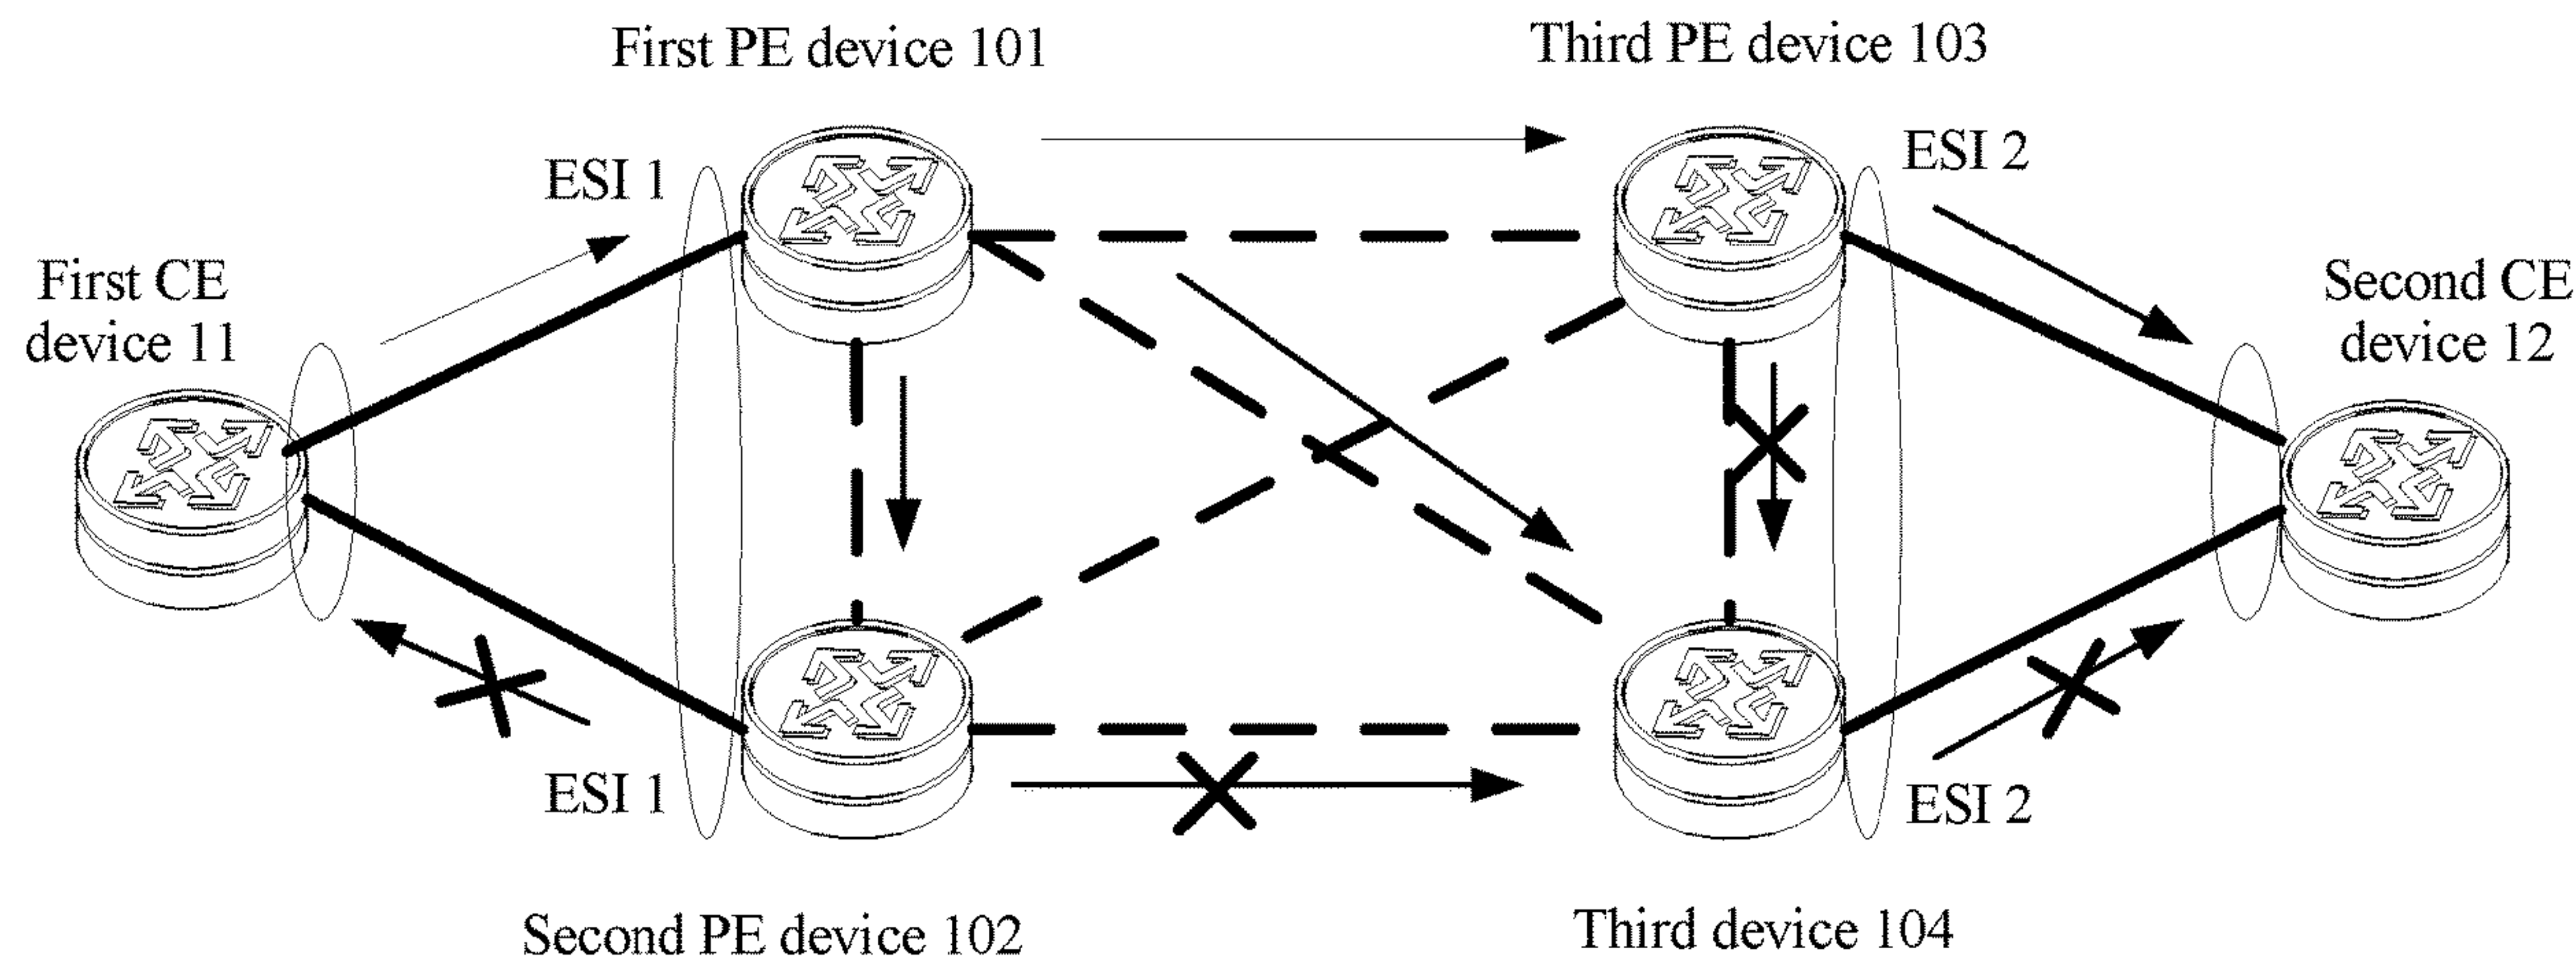 First PE device 101
Third PE device 103
ESI 1
ESI 2
First CE
device 11
Second CE
device 12
ESI 1
ESI 2
Second PE device 102
Third device 104